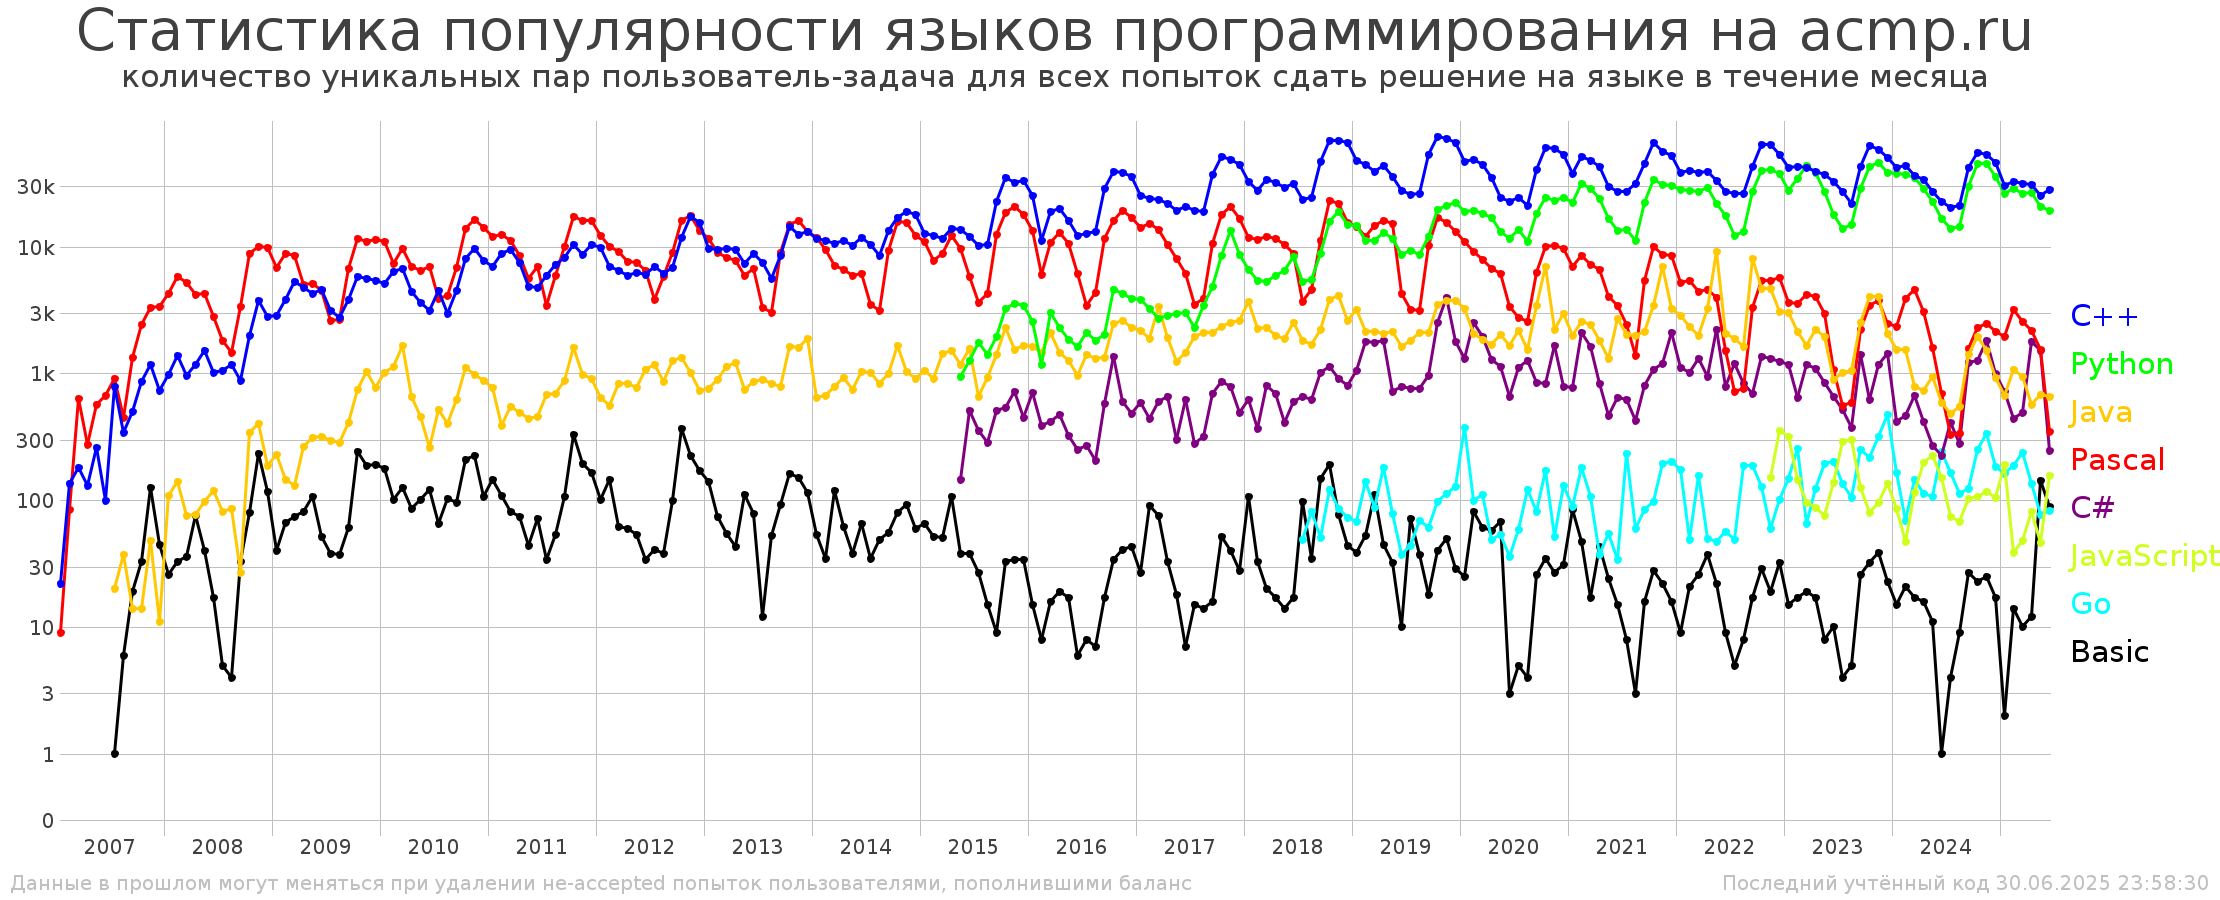 Статистика популярности языков программирования на acmp.ru
количество уникальных пар пользователь-задача для всех попыток сдать решение на языке в течение месяца
30k
10k
3k
1k
300
100
30
10
3
1
0
C++
Python
Java
Pascal
C#
JavaScript
Go
Basic
2007 2008 2009 2010 2011 2012 2013 2014 2015 2016 2017 2018 2019 2020 2021 2022 2023 2024
Данные в прошлом могут меняться при удалении не-accepted попыток пользователями, пополнившими баланс
Последний учтённый код 30.06.2025 23:58:30